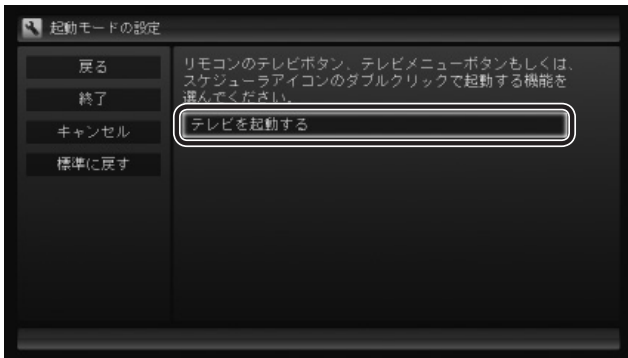 起動モードの設定
戻る
終了
キャンセル
標準に戻す
リモコンのテレビボタン、テレビメニューボタンもしくは、
スケジューラアイコンのダブルクリックで起動する機能を
選んでください。
テレビを起動する